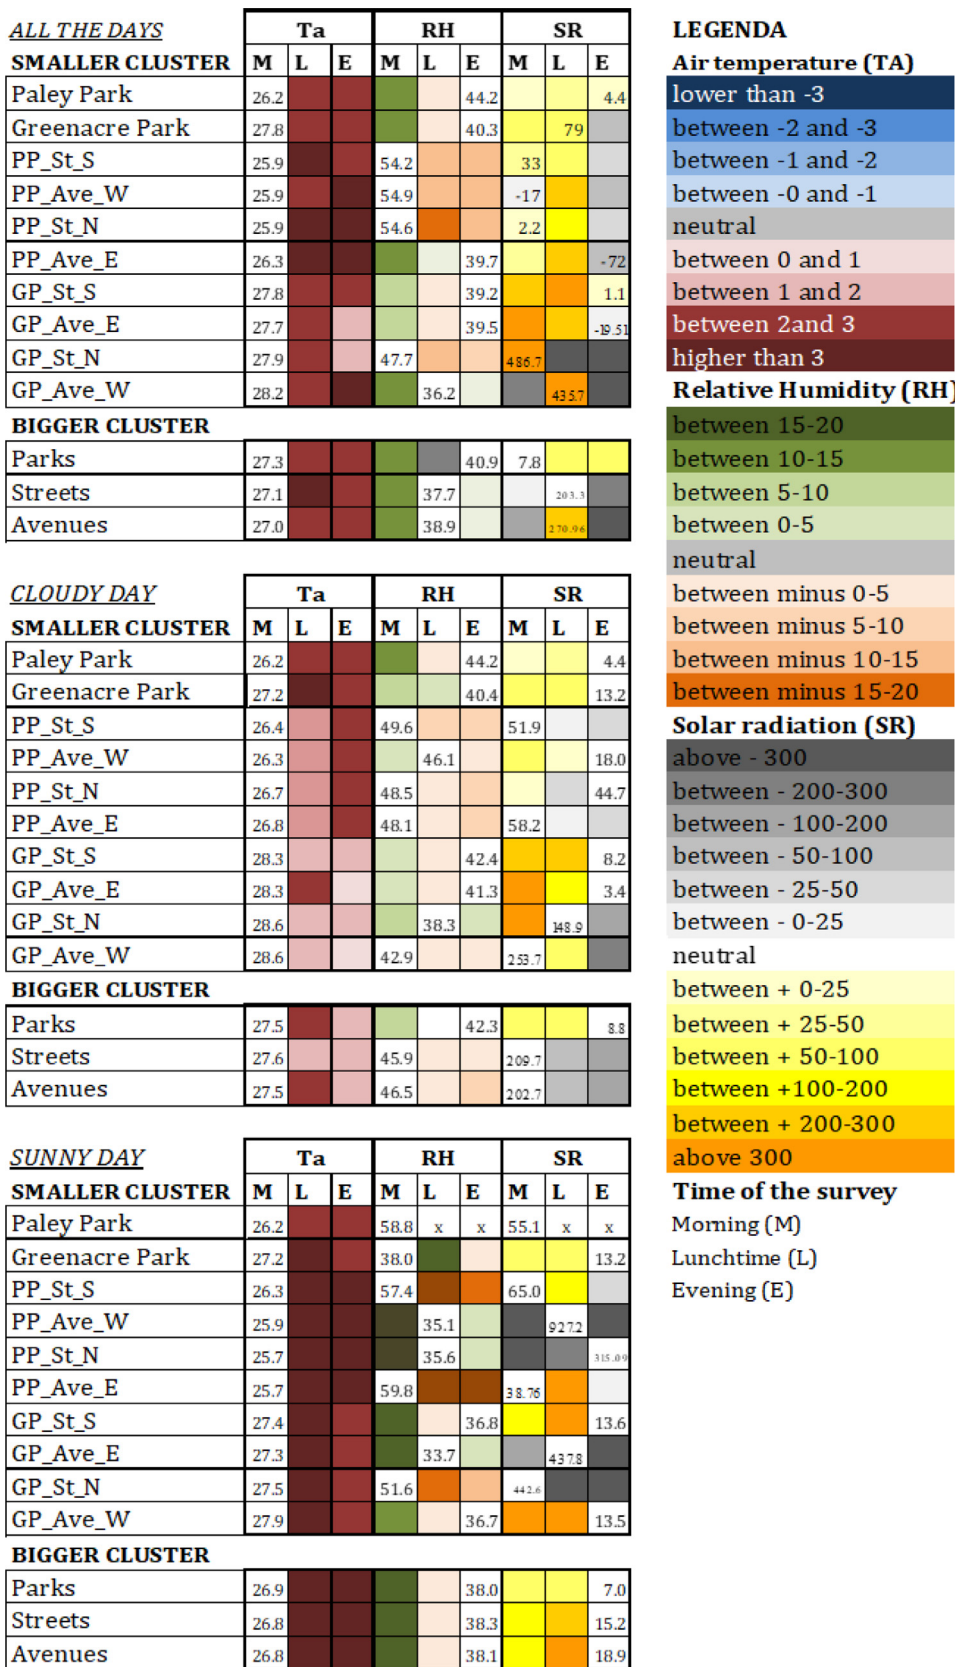 ALL THE DAYS Ta RH SR
SMALLER CLUSTER M L E M L E M L E
Paley Park 26.2 44.2 4.4
Greenacre Park 27.8 40.3 79
PP_St_S 25.9 54.2 33
PP_Ave_W 25.9 54.9 -17
PP_St_N 25.9 54.6 2.2
PP_Ave_E 26.3 39.7 -72
GP_St_S 27.8 39.2 1.1
GP_Ave_E 27.7 39.5 -19.51
GP_St_N 27.9 47.7 486.7
GP_Ave_W 28.2 36.2 435.7
BIGGER CLUSTER
Parks 27.3 40.9 7.8
Streets 27.1 37.7 203.3
Avenues 27.0 38.9 270.96
CLOUDY DAY Ta RH SR
SMALLER CLUSTER M L E M L E M L E
Paley Park 26.2 44.2 4.4
Greenacre Park 27.2 40.4 13.2
PP_St_S 26.4 49.6 51.9
PP_Ave_W 26.3 46.1 18.0
PP_St_N 26.7 48.5 44.7
PP_Ave_E 26.8 48.1 58.2
GP_St_S 28.3 42.4 8.2
GP_Ave_E 28.3 41.3 3.4
GP_St_N 28.6 38.3 148.9
GP_Ave_W 28.6 42.9 253.7
BIGGER CLUSTER
Parks 27.5 42.3 8.8
Streets 27.6 45.9 209.7
Avenues 27.5 46.5 202.7
SUNNY DAY Ta RH SR
SMALLER CLUSTER M L E M L E M L E
Paley Park 26.2 58.8 x x 55.1 x x
Greenacre Park 27.2 38.0 13.2
PP_St_S 26.3 57.4 65.0
PP_Ave_W 25.9 35.1 927.2
PP_St_N 25.7 35.6 315.09
PP_Ave_E 25.7 59.8 38.76
GP_St_S 27.4 36.8 13.6
GP_Ave_E 27.3 33.7 437.8
GP_St_N 27.5 51.6 442.6
GP_Ave_W 27.9 36.7 13.5
BIGGER CLUSTER
Parks 26.9 38.0 7.0
Streets 26.8 38.3 15.2
Avenues 26.8 38.1 18.9
LEGENDA
Air temperature (TA)
lower than -3
between -2 and -3
between -1 and -2
between -0 and -1
neutral
between 0 and 1
between 1 and 2
between 2and 3
higher than 3
Relative Humidity (RH)
between 15-20
between 10-15
between 5-10
between 0-5
neutral
between minus 0-5
between minus 5-10
between minus 10-15
between minus 15-20
Solar radiation (SR)
above - 300
between - 200-300
between - 100-200
between - 50-100
between - 25-50
between - 0-25
neutral
between + 0-25
between + 25-50
between + 50-100
between +100-200
between + 200-300
above 300
Time of the survey
Morning (M)
Lunchtime (L)
Evening (E)